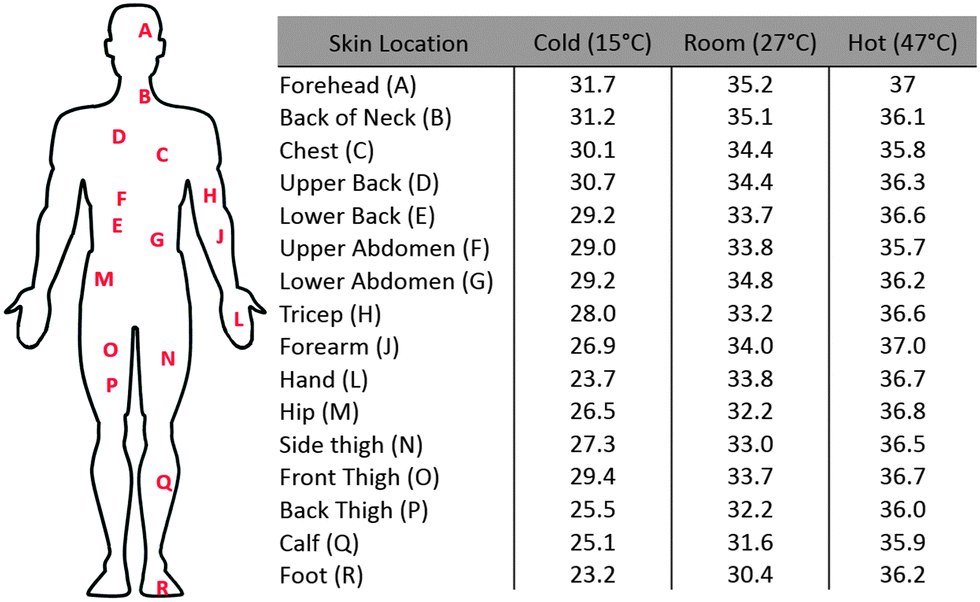 A
B
D
C
F
H
E
J
G
M
L
O
N
P
Q
R
Skin Location Cold (15°C) Room (27°C) Hot (47°C)
Forehead (A) 31.7 35.2 37
Back of Neck (B) 31.2 35.1 36.1
Chest (C) 30.1 34.4 35.8
Upper Back (D) 30.7 34.4 36.3
Lower Back (E) 29.2 33.7 36.6
Upper Abdomen (F) 29.0 33.8 35.7
Lower Abdomen (G) 29.2 34.8 36.2
Tricep (H) 28.0 33.2 36.6
Forearm (J) 26.9 34.0 37.0
Hand (L) 23.7 33.8 36.7
Hip (M) 26.5 32.2 36.8
Side thigh (N) 27.3 33.0 36.5
Front Thigh (O) 29.4 33.7 36.7
Back Thigh (P) 25.5 32.2 36.0
Calf (Q) 25.1 31.6 35.9
Foot (R) 23.2 30.4 36.2